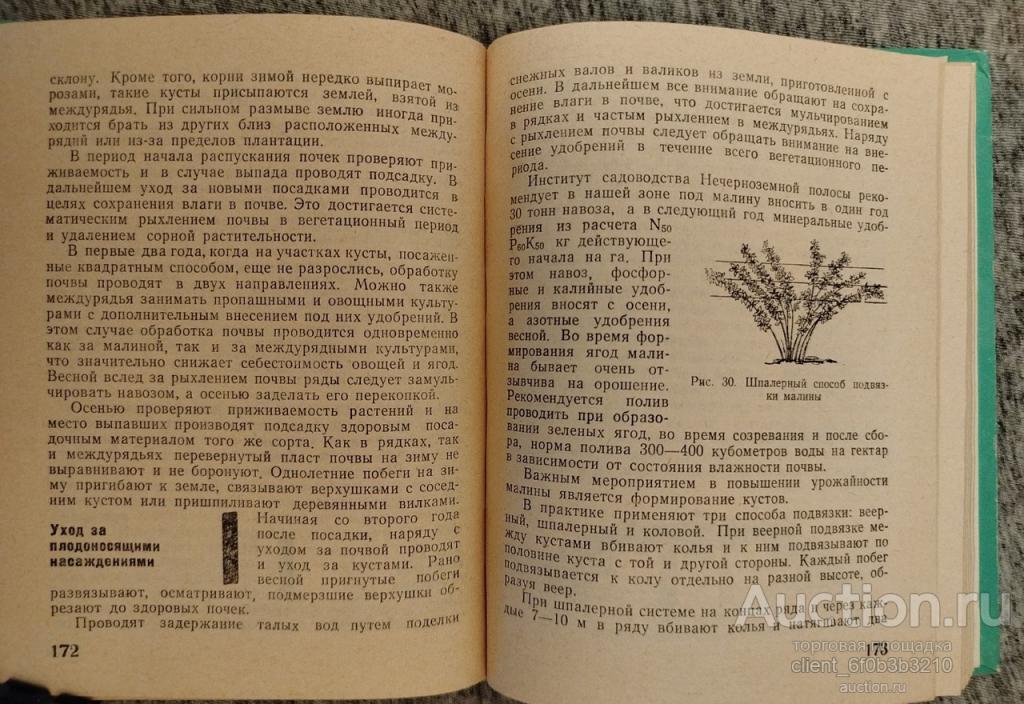 склону. Кроме того, корни зимой нередко выпирает мо-
розами, такие кусты присыпаются землей, взятой из
междурядья. При сильном размыве землю иногда при-
ходится брать из других близ расположенных между-
рядий или из-за пределов плантации.
В период начала распускания почек проверяют при-
живаемость и в случае выпада проводят подсадку. В
дальнейшем уход за новыми посадками проводится в
целях сохранения влаги в почве. Это достигается систе-
матическим рыхлением почвы в вегетационный период
и удалением сорной растительности.
В первые два года, когда на участках кусты, посажен-
ные квадратным способом, еще не разрослись, обработку
почвы проводят в двух направлениях. Можно также
междурядья занимать пропашными и овощными культу-
рами с дополнительным внесением под них удобрений. В
этом случае обработка почвы проводится одновременно
как за малиной, так и за междурядными культурами,
что значительно снижает себестоимость овощей и ягод.
Весной вслед за рыхлением почвы ряды следует замуль-
чировать навозом, а осенью заделать его перекопкой.
Осенью проверяют приживаемость растений и на
место выпавших производят подсадку здоровым поса-
дочным материалом того же сорта. Как в рядках, так
и междурядьях перевернутый пласт почвы на зиму не
выравнивают и не боронуют. Однолетние побеги на зи-
му пригибают к земле, связывают верхушками с сосед-
ним кустом или пришпиливают деревянными вилками.
Уход за
плодоносящими
насаждениями
Начиная со второго года
после посадки, наряду с
уходом за почвой проводят
и уход за кустами. Рано
весной пригнутые побеги
развязывают, осматривают, подмерзшие верхушки об-
резают до здоровых почек.
Проводят задержание талых вод путем поделки
172
снежных валов и валиков из земли, приготовленной с
осени. В дальнейшем все внимание обращают на сохра-
нение влаги в почве, что достигается мульчированием
в рядках и частым рыхлением в междурядьях. Наряду
с рыхлением почвы следует обращать внимание на вне-
сение удобрений в течение всего вегетационного пе-
риода.
Институт садоводства Нечерноземной полосы реко-
мендует в нашей зоне под малину вносить в один год
30 тонн навоза, а в следующий год минеральные удоб-
рения из расчета N50
P60K50 кг действующе-
го начала на га. При
этом навоз, фосфор-
ные и калийные удоб-
рения вносят с осени,
а азотные удобрения
весной. Во время фор-
мирования ягод мали-
на бывает очень от-
зывчива на орошение.
Рекомендуется полив
проводить при образо-
вании зеленых ягод, во время созревания и после сбо-
ра, норма полива 300—400 кубометров воды на гектар
в зависимости от состояния влажности почвы.
Рис. 30. Шпалерный способ подвяз-
ки малины
Важным мероприятием в повышении урожайности
малины является формирование кустов.
В практике применяют три способа подвязки: веер-
ный, шпалерный и коловой. При веерной подвязке ме-
жду кустами вбивают колья и к ним подвязывают по
половине куста с той и другой стороны. Каждый побег
подвязывается к колу отдельно на разной высоте, об-
разуя веер.
При шпалерной системе на концах ряда и через каж-
дые 7—10 м в ряду вбивают колья и натягивают два
173
Auction.ru
торговая площадка
client_6f0b3b3210
auction.ru